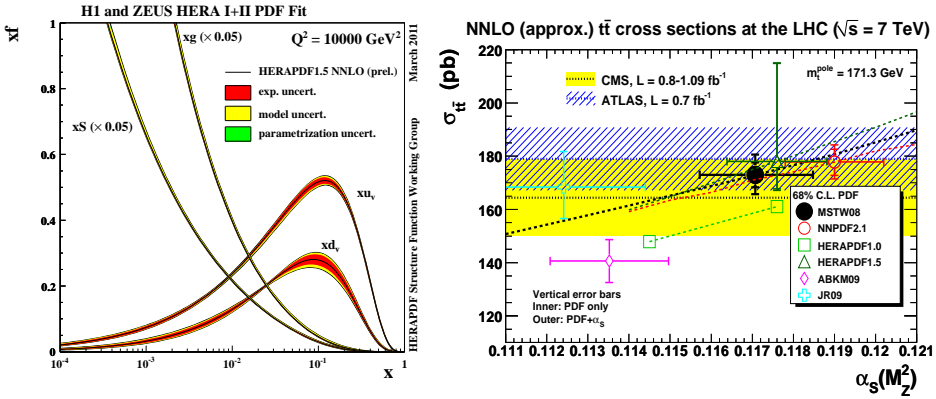 H1 and ZEUS HERA I+II PDF Fit
xf
1
0.8
0.6
0.4
0.2
0
xg (× 0.05)
Q² = 10000 GeV²
HERAPDF1.5 NNLO (prel.)
exp. uncert.
model uncert.
parametrization uncert.
xS (× 0.05)
xuᵥ
xdᵥ
10⁻⁴
10⁻³
10⁻²
10⁻¹
1
x
March 2011
HERAPDF Structure Function Working Group
NNLO (approx.) tt̄ cross sections at the LHC (√s = 7 TeV)
σ_tt̄ (pb)
220
200
180
160
140
120
CMS, L = 0.8-1.09 fb⁻¹
ATLAS, L = 0.7 fb⁻¹
m_t^pole = 171.3 GeV
68% C.L. PDF
MSTW08
NNPDF2.1
HERAPDF1.0
HERAPDF1.5
ABKM09
JR09
Vertical error bars
Inner: PDF only
Outer: PDF+α_S
0.111 0.112 0.113 0.114 0.115 0.116 0.117 0.118 0.119 0.12 0.121
α_S(M_Z²)